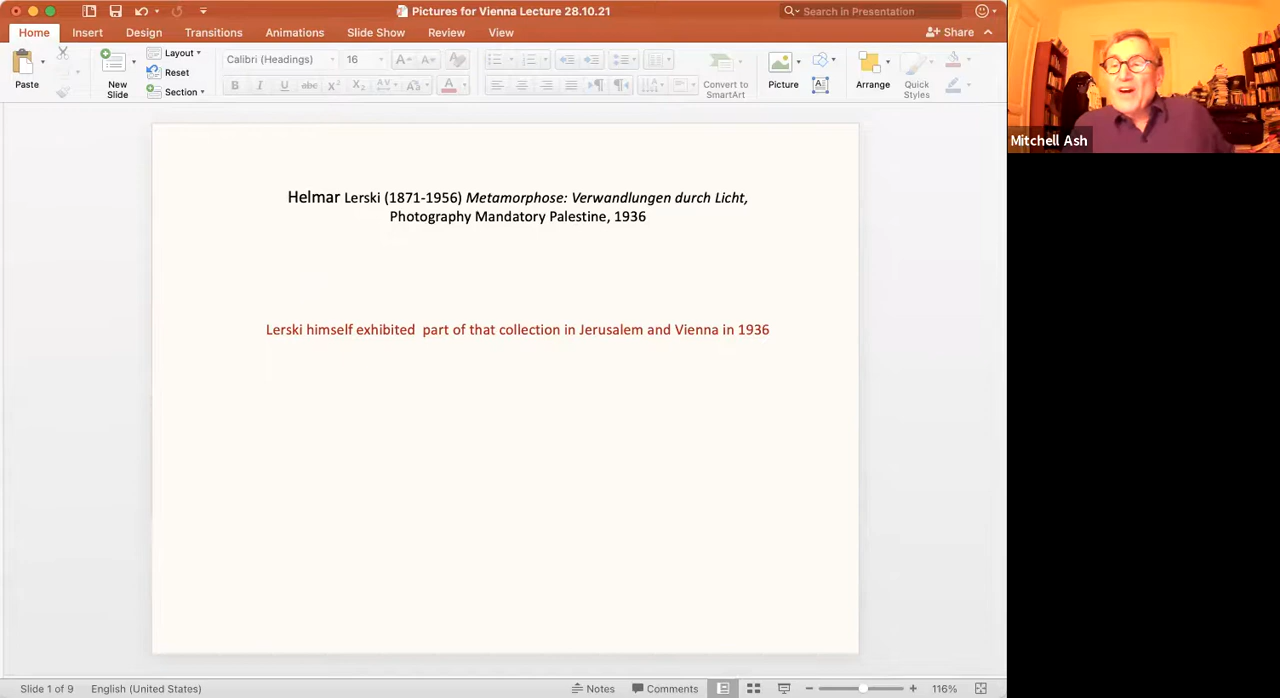 Pictures for Vienna Lecture 28.10.21
Search in Presentation
Home Insert Design Transitions Animations Slide Show Review View Share
Paste
New Slide
Layout
Reset
Section
Calibri (Headings) 16
Convert to SmartArt
Picture
Arrange
Quick Styles
Mitchell Ash
Helmar Lerski (1871-1956) Metamorphose: Verwandlungen durch Licht,
Photography Mandatory Palestine, 1936
Lerski himself exhibited part of that collection in Jerusalem and Vienna in 1936
Slide 1 of 9 English (United States) Notes Comments 116%